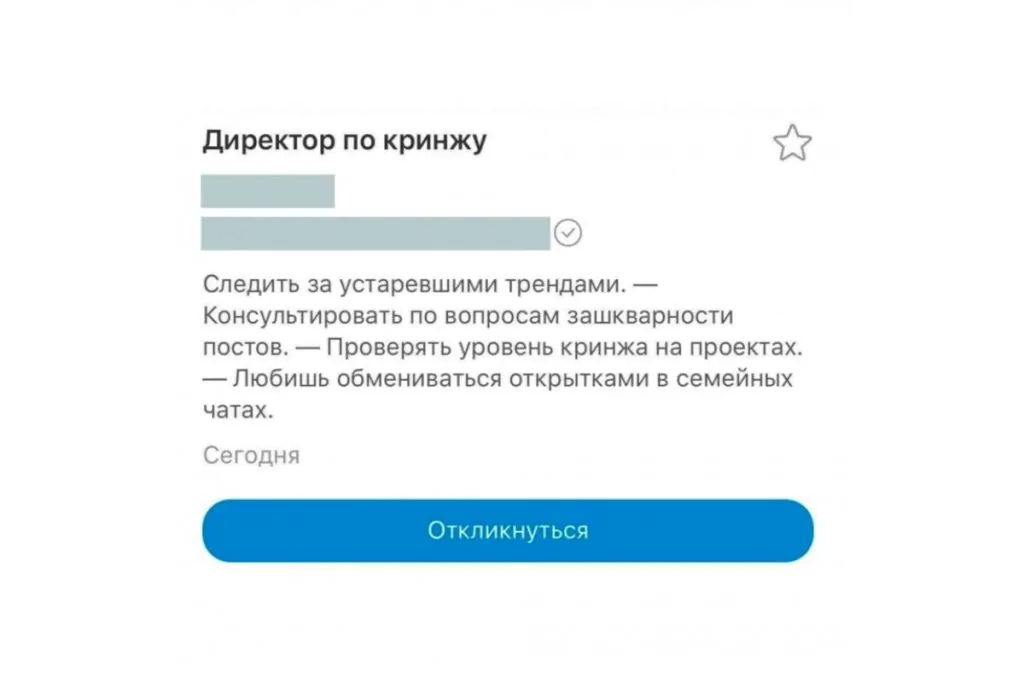 Директор по кринжу
Следить за устаревшими трендами. —
Консультировать по вопросам зашкварности
постов. — Проверять уровень кринжа на проектах.
— Любишь обмениваться открытками в семейных
чатах.
Сегодня
Откликнуться